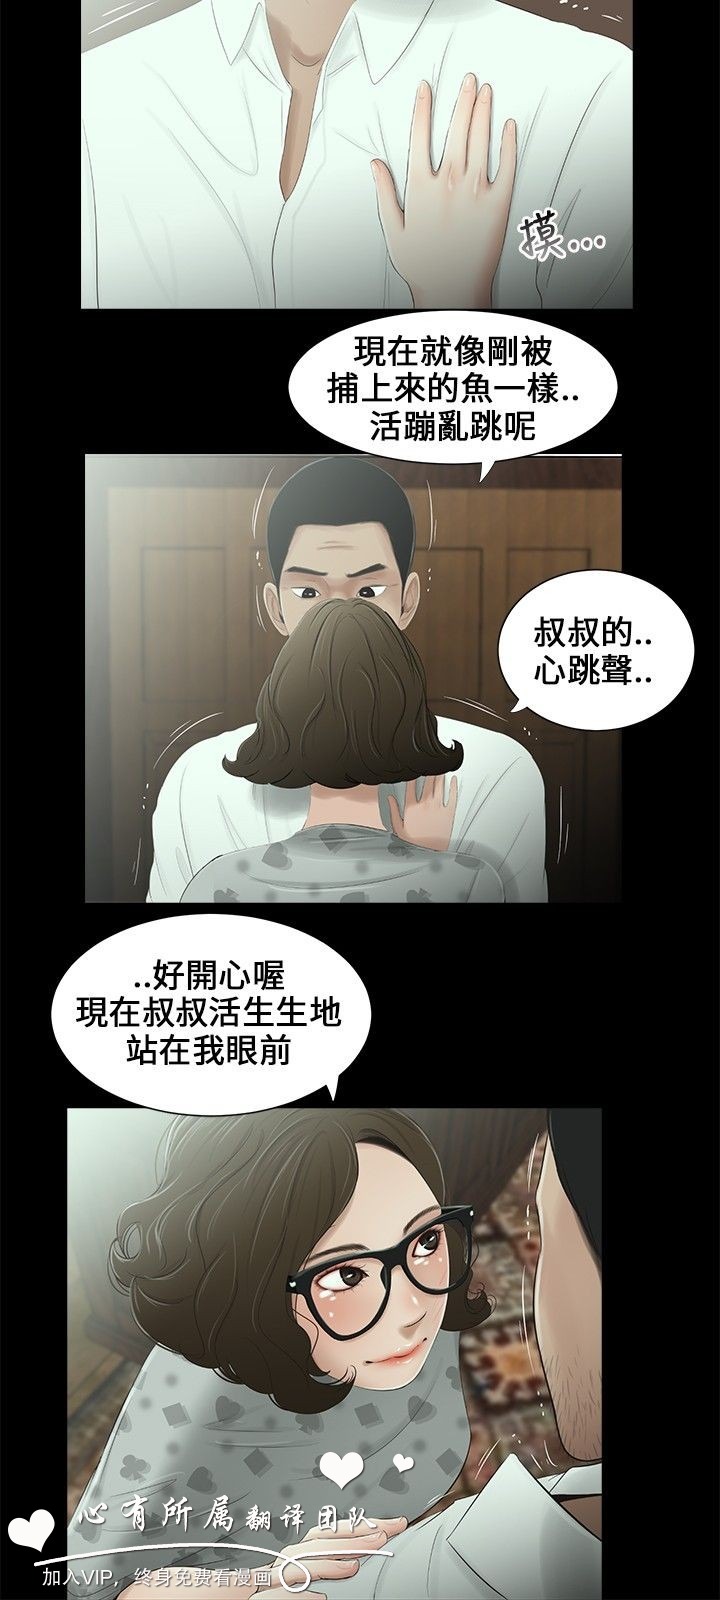 摸...
現在就像剛被
捕上來的魚一樣..
活蹦亂跳呢
叔叔的..
心跳聲..
..好開心喔
現在叔叔活生生地
站在我眼前
心有所属翻译团队
加入VIP，终身免费看漫画